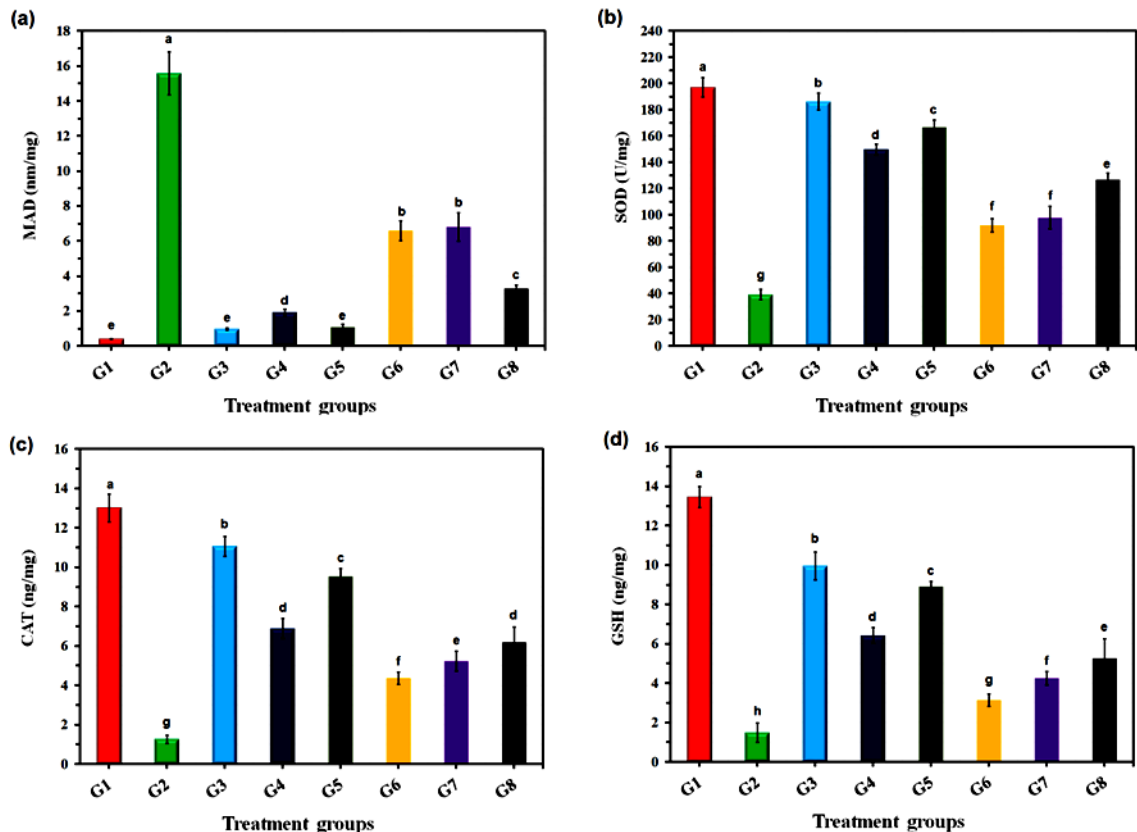 (a)
MAD (nm/mg)
18
16
14
12
10
8
6
4
2
0
a
e
e
d
e
b
b
c
G1 G2 G3 G4 G5 G6 G7 G8
Treatment groups
(b)
SOD (U/mg)
240
220
200
180
160
140
120
100
80
60
40
20
0
a
g
b
d
c
f
f
e
G1 G2 G3 G4 G5 G6 G7 G8
Treatment groups
(c)
CAT (ng/mg)
16
14
12
10
8
6
4
2
0
a
g
b
d
c
f
e
d
G1 G2 G3 G4 G5 G6 G7 G8
Treatment groups
(d)
GSH (ng/mg)
16
14
12
10
8
6
4
2
0
a
h
b
d
c
g
f
e
G1 G2 G3 G4 G5 G6 G7 G8
Treatment groups